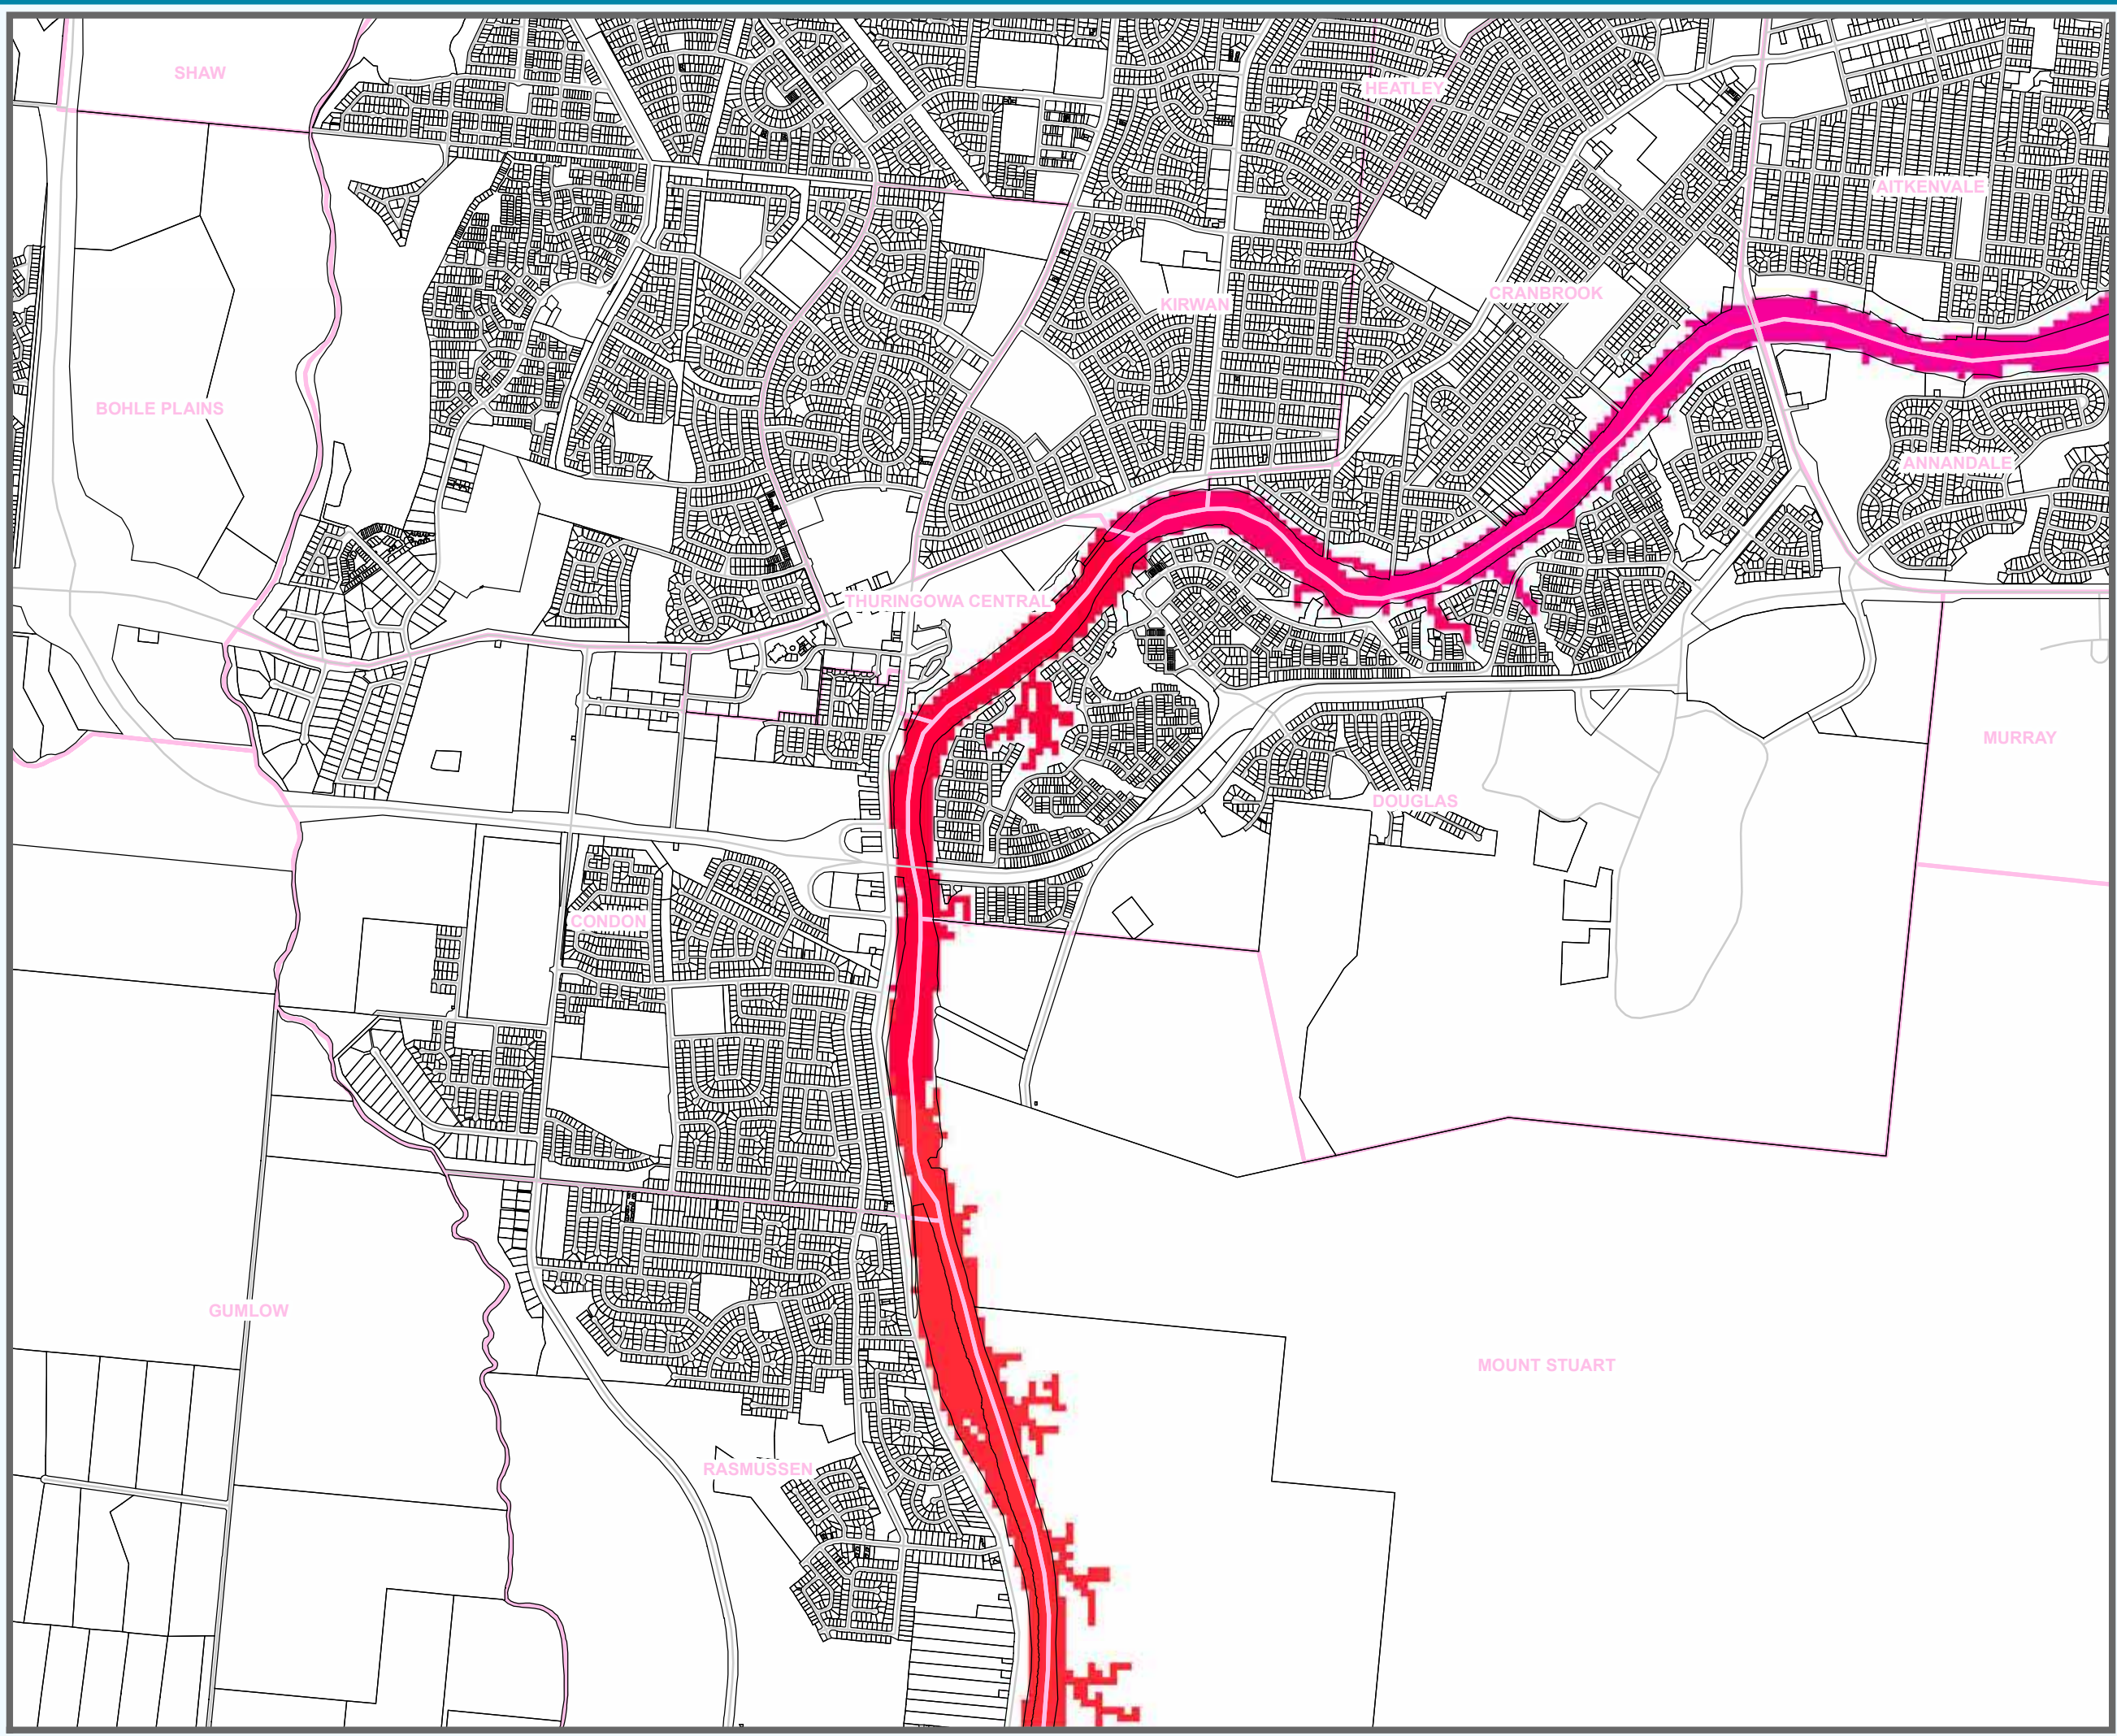 SHAW
HEATLEY
AITKENVALE
CRANBROOK
KIRWAN
BOHLE PLAINS
ANNANDALE
THURINGOWA CENTRAL
MURRAY
DOUGLAS
CONDON
GUMLOW
MOUNT STUART
RASMUSSEN